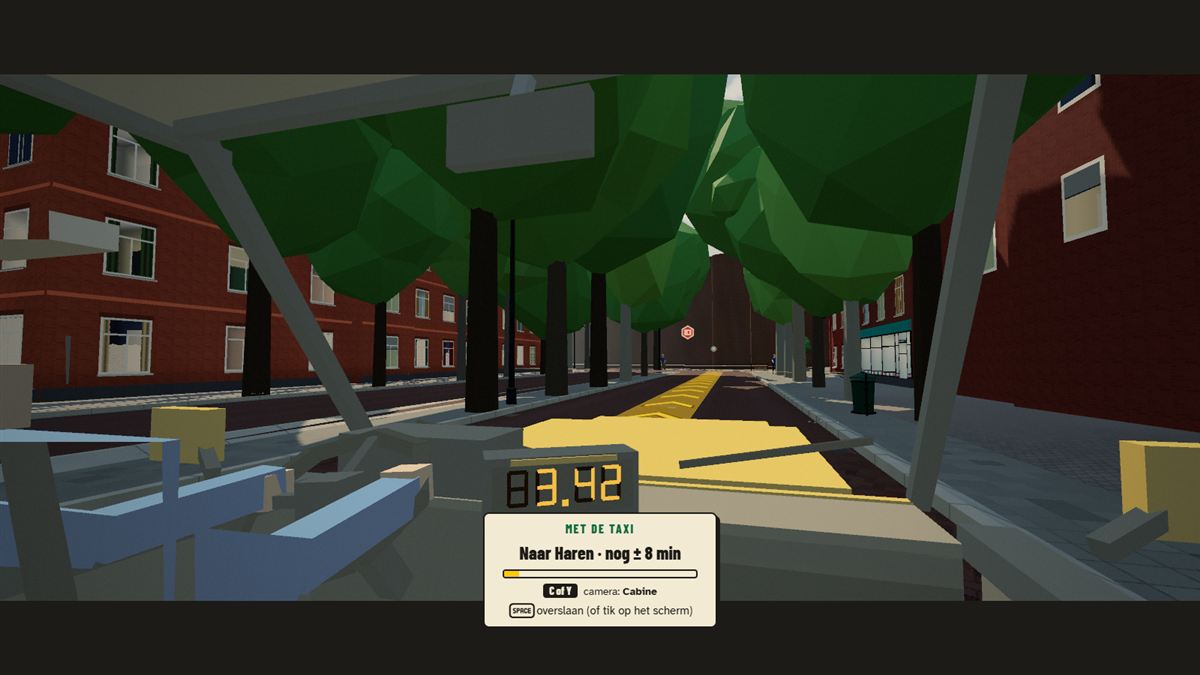 3.42
MET DE TAXI
Naar Haren · nog ± 8 min
C of Y camera: Cabine
SPACE overslaan (of tik op het scherm)